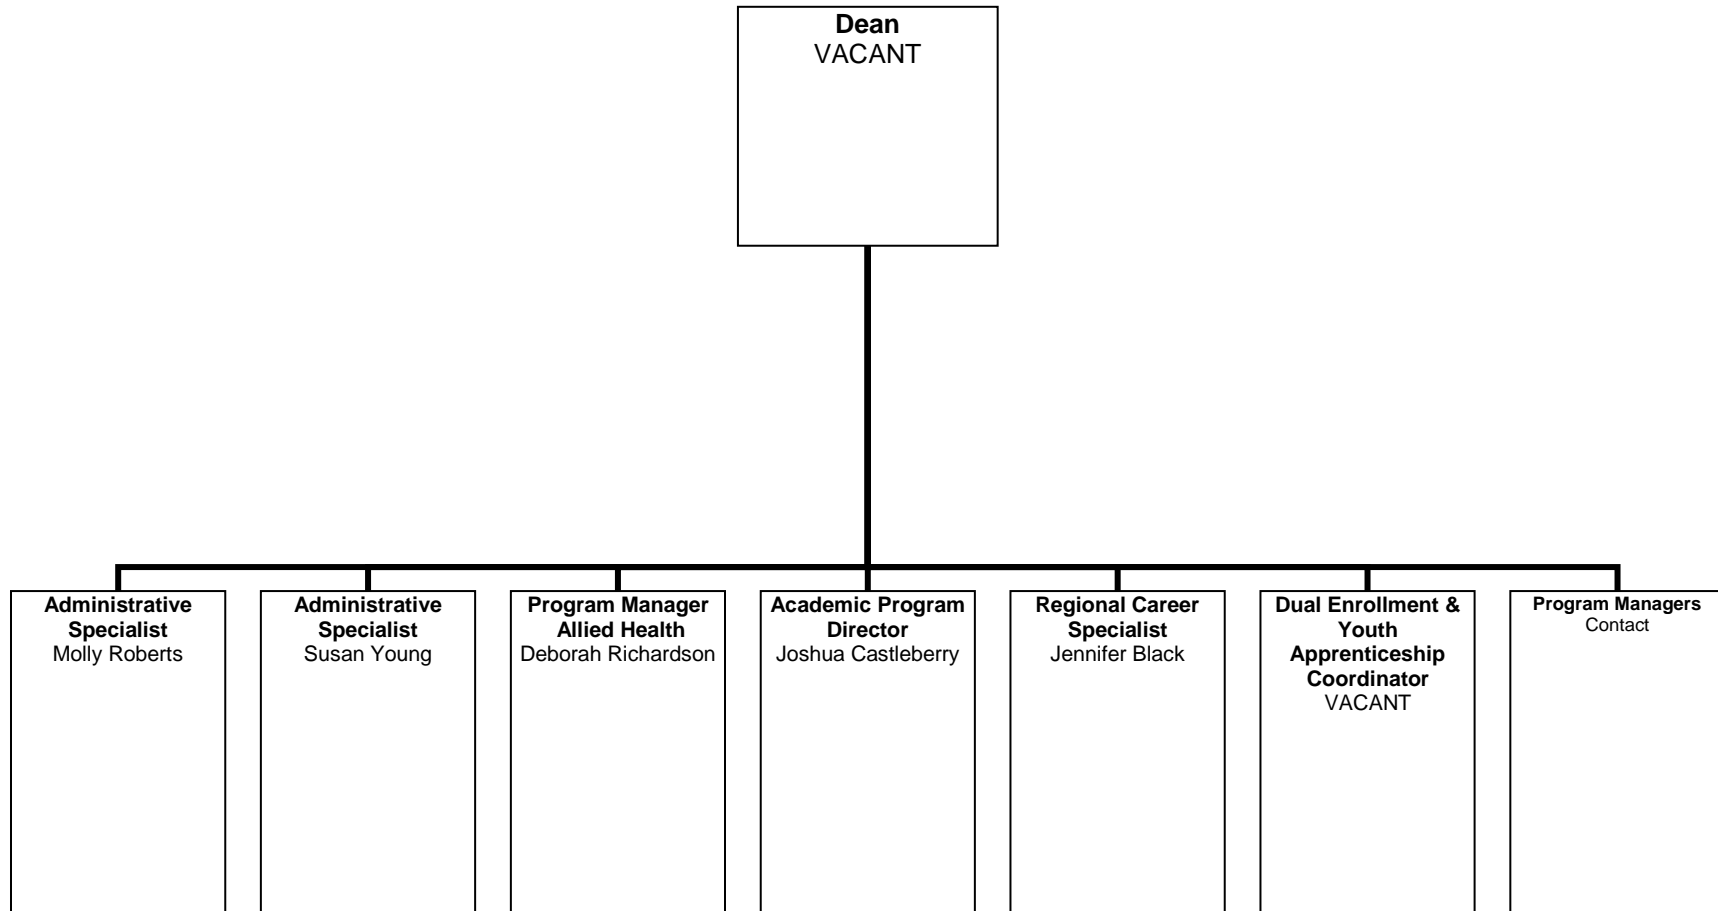 Dean
VACANT
Administrative
Specialist
Molly Roberts
Administrative
Specialist
Susan Young
Program Manager
Allied Health
Deborah Richardson
Academic Program
Director
Joshua Castleberry
Regional Career
Specialist
Jennifer Black
Dual Enrollment &
Youth
Apprenticeship
Coordinator
VACANT
Program Managers
Contact